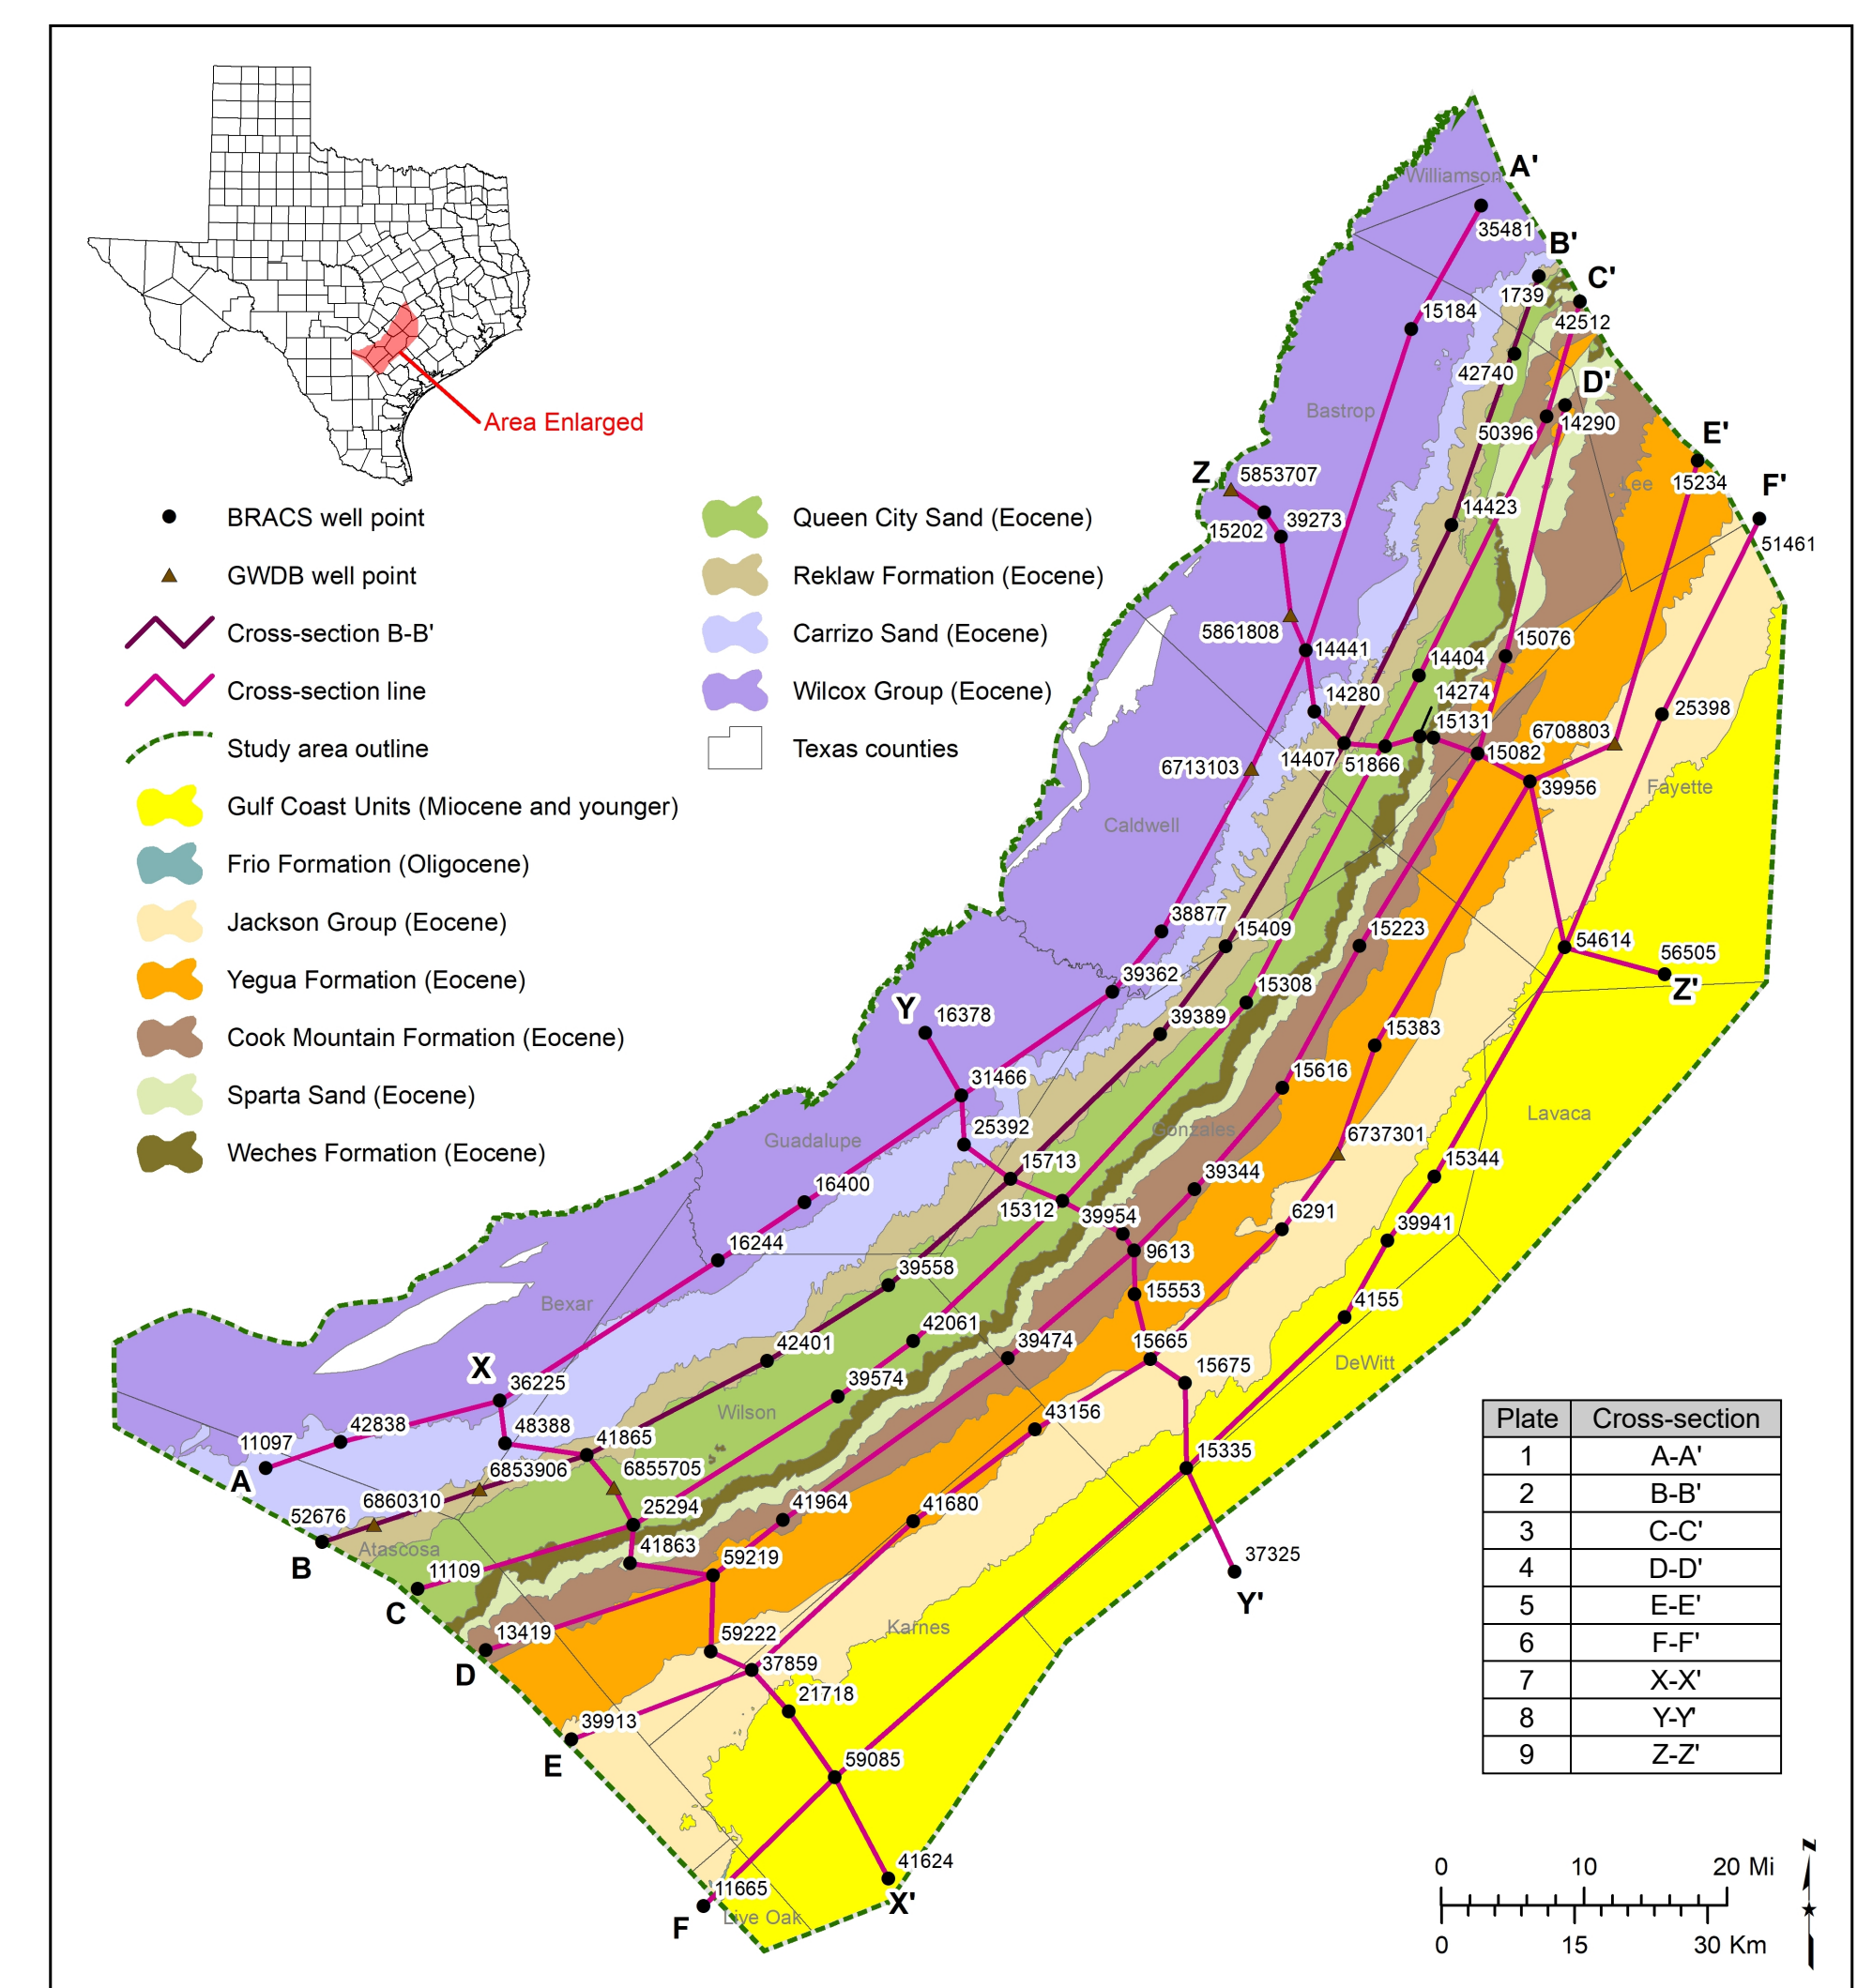 Area Enlarged
BRACS well point
GWDB well point
Cross-section B-B'
Cross-section line
Study area outline
Gulf Coast Units (Miocene and younger)
Frio Formation (Oligocene)
Jackson Group (Eocene)
Yegua Formation (Eocene)
Cook Mountain Formation (Eocene)
Sparta Sand (Eocene)
Weches Formation (Eocene)
Queen City Sand (Eocene)
Reklaw Formation (Eocene)
Carrizo Sand (Eocene)
Wilcox Group (Eocene)
Texas counties
Williamson
A'
35481
B'
1739
C'
42512
15184
42740
D'
Bastrop
50396
14290
E'
Lee
15234
F'
51461
Z
5853707
15202
39273
14423
5861808
14441
15076
14404
14280
14274
15131
25398
6708803
14407
51866
15082
6713103
39956
Fayette
Caldwell
38877
15409
15223
54614
56505
Z'
39362
15308
Y
16378
39389
15383
31466
15616
Lavaca
25392
Gonzales
6737301
Guadalupe
15713
15344
16400
39344
15312
39954
6291
39941
16244
9613
39558
15553
Bexar
4155
42061
42401
39474
15665
15675
DeWitt
X
36225
39574
Wilson
43156
42838
48388
41865
11097
A
6853906
6855705
15335
6860310
52676
25294
41964
41680
B
Atascosa
41863
59219
37325
11109
Y'
C
13419
59222
Karnes
D
37859
21718
39913
E
59085
41624
11665
X'
F
Live Oak
Plate Cross-section
1 A-A'
2 B-B'
3 C-C'
4 D-D'
5 E-E'
6 F-F'
7 X-X'
8 Y-Y'
9 Z-Z'
N
0 10 20 Mi
0 15 30 Km